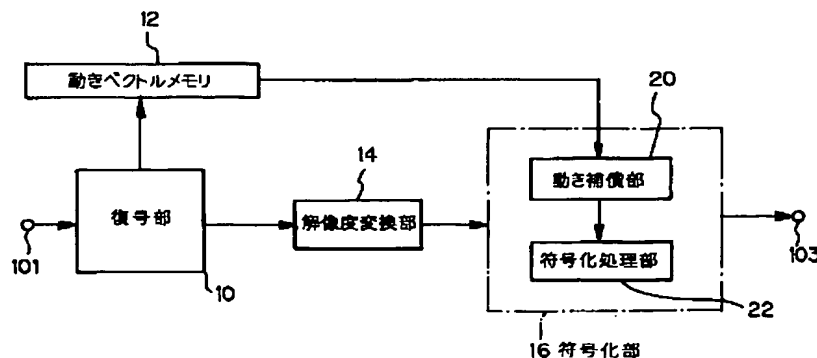 12
動きベクトルメモリ
20
14
動き補償部
復号部
解像度変換部
101
103
符号化処理部
10
22
16 符号化部